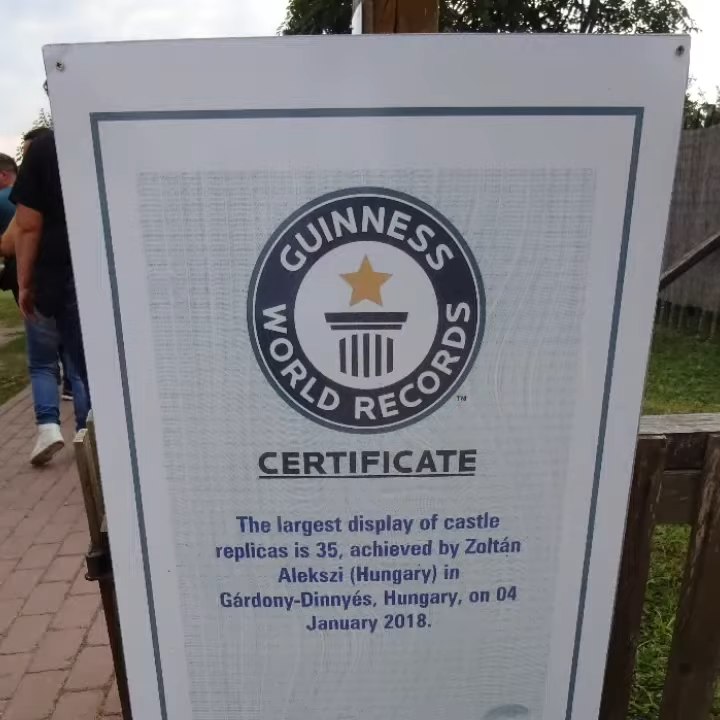 GUINNESS
WORLD RECORDS
™
CERTIFICATE
The largest display of castle
replicas is 35, achieved by Zoltán
Alekszi (Hungary) in
Gárdony-Dinnyés, Hungary, on 04
January 2018.